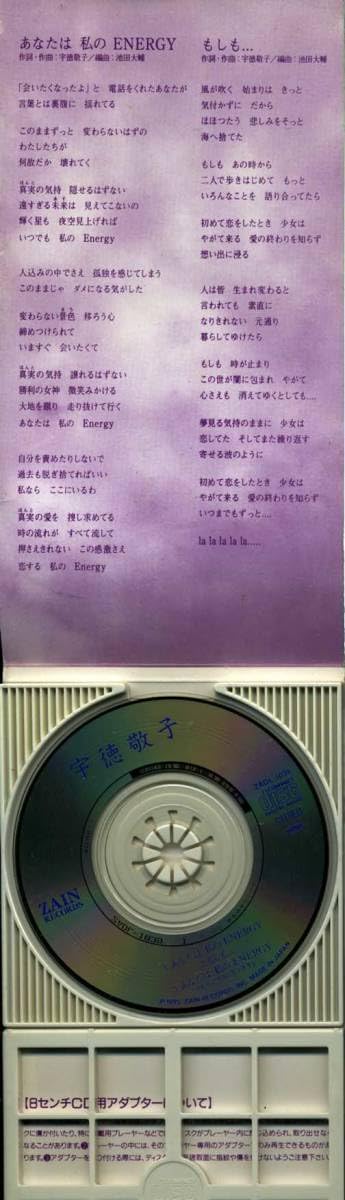 あなたは 私の ENERGY
作詞・作曲:宇徳敬子/編曲:池田大輔
「会いたくなったよ」と 電話をくれたあなたが
言葉とは裏腹に 揺れてる
このままずっと 変わらないはずの
わたしたちが
何故だか 壊れてく
真実の気持 隠せるはずない
遠すぎる未来は 見えてこないの
輝く星も 夜空見上げれば
いつでも 私の Energy
人込みの中でさえ 孤独を感じてしまう
このままじゃ ダメになる気がした
変わらない景色 移ろう心
締めつけられて
いますぐ 会いたくて
真実の気持 譲れるはずない
勝利の女神 微笑みかける
大地を蹴り 走り抜けて行く
あなたは 私の Energy
自分を責めたりしないで
過去も脱ぎ捨てればいい
私なら ここにいるわ
真実の愛を 捜し求めてる
時の流れが すべて流して
押さえきれない この感激さえ
恋する 私の Energy
もしも…
作詞・作曲:宇徳敬子/編曲:池田大輔
風が吹く 始まりは きっと
気付かずに だから
ほほつたう 悲しみをそっと
海へ捨てた
もしも あの時から
二人で歩きはじめて もっと
いろんなことを 語り合ってたら
初めて恋をしたとき 少女は
やがて来る 愛の終わりを知らず
想い出に浸る
人は皆 生まれ変わると
言われても 素直に
なりきれない 元通り
暮らしてゆけたら
もしも 時が止まり
この世が闇に包まれ やがて
心さえも 消えてゆくとしても‥‥
夢見る気持のままに 少女は
恋してた そしてまた繰り返す
寄せる波のように
初めて恋をしたとき 少女は
やがて来る 愛の終わりを知らず
いつまでもずっと‥‥
la la la la la‥‥
宇徳敬子
COMPACT
disc
ZAIN
RECORDS
【8センチCD用アダプターについて】